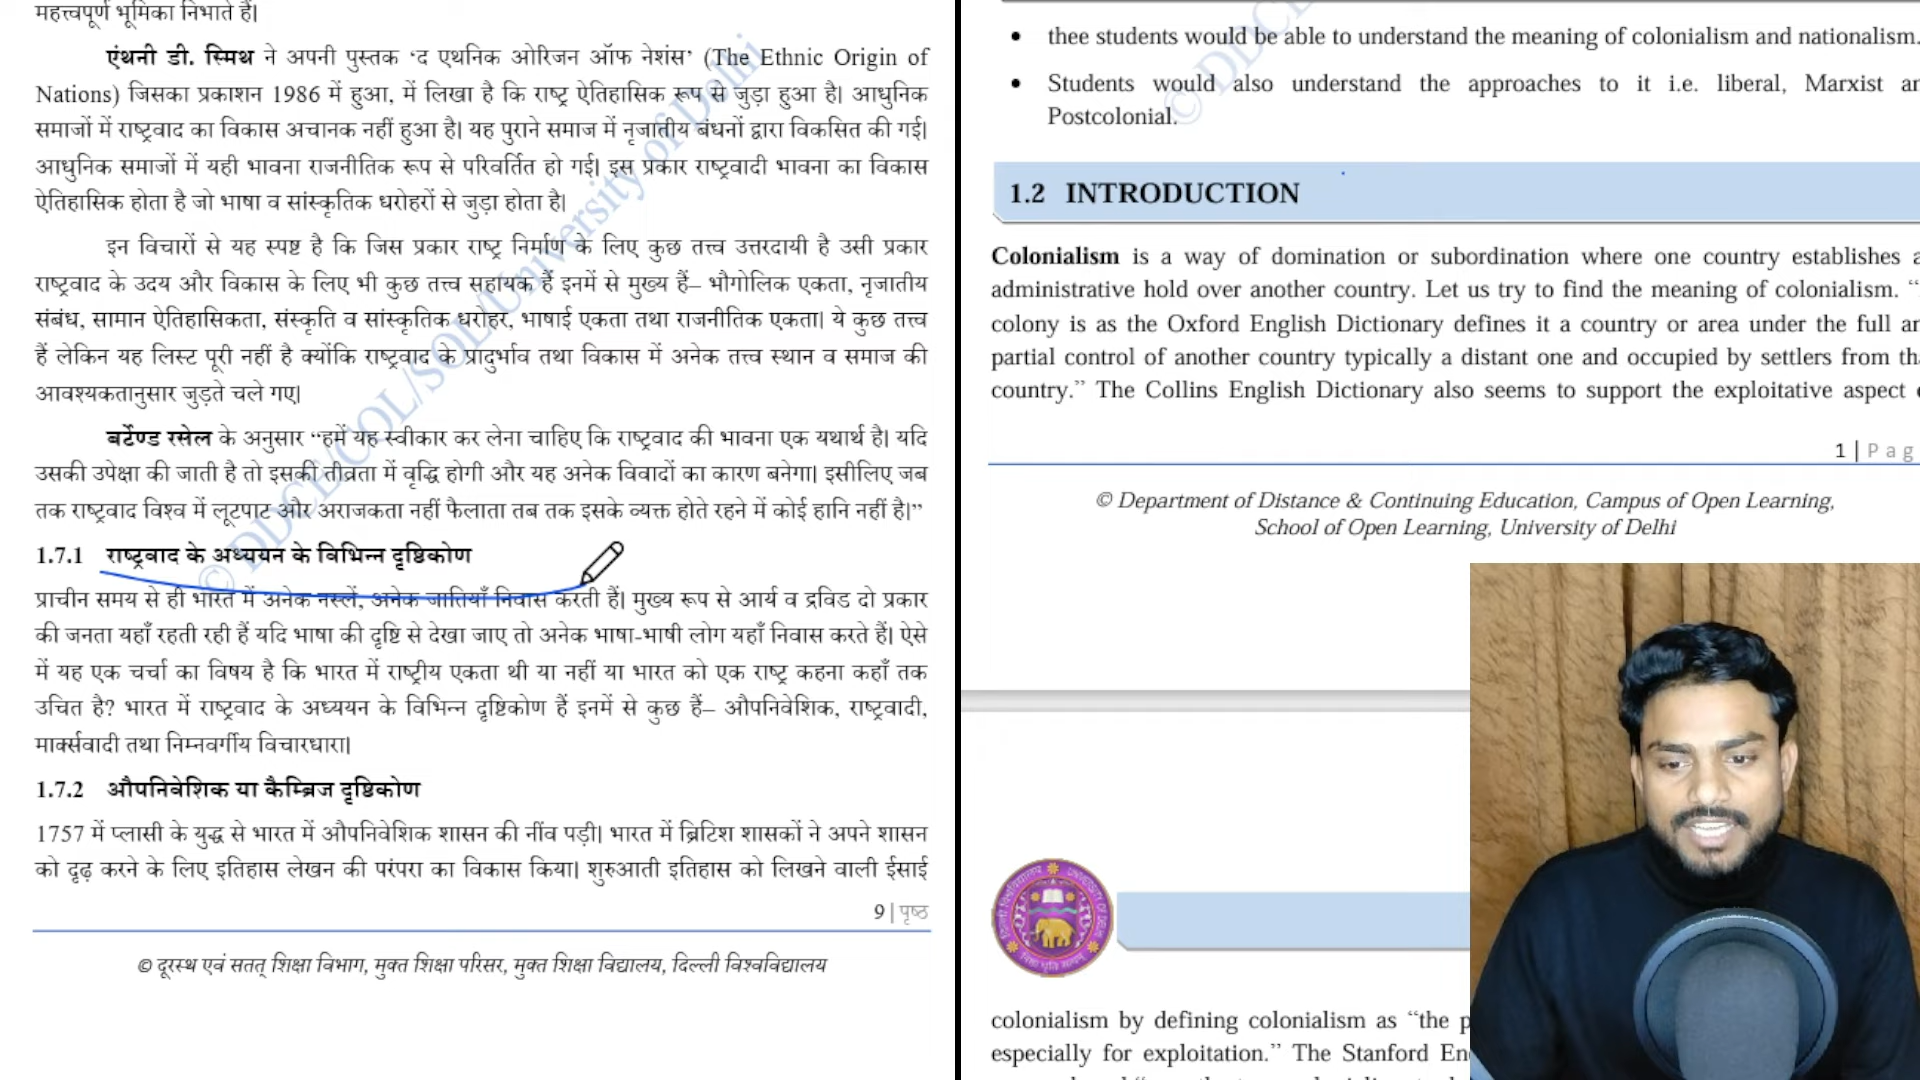 महत्त्वपूर्ण भूमिका निभाते हैं।
एंथनी डी. स्मिथ ने अपनी पुस्तक ‘द एथनिक ओरिजन ऑफ नेशंस’ (The Ethnic Origin of
Nations) जिसका प्रकाशन 1986 में हुआ, में लिखा है कि राष्ट्र ऐतिहासिक रूप से जुड़ा हुआ है। आधुनिक
समाजों में राष्ट्रवाद का विकास अचानक नहीं हुआ है। यह पुराने समाज में नृजातीय बंधनों द्वारा विकसित की गई।
आधुनिक समाजों में यही भावना राजनीतिक रूप से परिवर्तित हो गई। इस प्रकार राष्ट्रवादी भावना का विकास
ऐतिहासिक होता है जो भाषा व सांस्कृतिक धरोहरों से जुड़ा होता है।
इन विचारों से यह स्पष्ट है कि जिस प्रकार राष्ट्र निर्माण के लिए कुछ तत्त्व उत्तरदायी है उसी प्रकार
राष्ट्रवाद के उदय और विकास के लिए भी कुछ तत्त्व सहायक हैं इनमें से मुख्य हैं– भौगोलिक एकता, नृजातीय
संबंध, सामान ऐतिहासिकता, संस्कृति व सांस्कृतिक धरोहर, भाषाई एकता तथा राजनीतिक एकता। ये कुछ तत्त्व
हैं लेकिन यह लिस्ट पूरी नहीं है क्योंकि राष्ट्रवाद के प्रादुर्भाव तथा विकास में अनेक तत्त्व स्थान व समाज की
आवश्यकतानुसार जुड़ते चले गए।
बर्टेण्ड रसेल के अनुसार “हमें यह स्वीकार कर लेना चाहिए कि राष्ट्रवाद की भावना एक यथार्थ है। यदि
उसकी उपेक्षा की जाती है तो इसकी तीव्रता में वृद्धि होगी और यह अनेक विवादों का कारण बनेगा। इसीलिए जब
तक राष्ट्रवाद विश्व में लूटपाट और अराजकता नहीं फैलाता तब तक इसके व्यक्त होते रहने में कोई हानि नहीं है।”
1.7.1 राष्ट्रवाद के अध्ययन के विभिन्न दृष्टिकोण
प्राचीन समय से ही भारत में अनेक नस्लें, अनेक जातियाँ निवास करती हैं। मुख्य रूप से आर्य व द्रविड दो प्रकार
की जनता यहाँ रहती रही हैं यदि भाषा की दृष्टि से देखा जाए तो अनेक भाषा-भाषी लोग यहाँ निवास करते हैं। ऐसे
में यह एक चर्चा का विषय है कि भारत में राष्ट्रीय एकता थी या नहीं या भारत को एक राष्ट्र कहना कहाँ तक
उचित है? भारत में राष्ट्रवाद के अध्ययन के विभिन्न दृष्टिकोण हैं इनमें से कुछ हैं– औपनिवेशिक, राष्ट्रवादी,
मार्क्सवादी तथा निम्नवर्गीय विचारधारा।
1.7.2 औपनिवेशिक या कैम्ब्रिज दृष्टिकोण
1757 में प्लासी के युद्ध से भारत में औपनिवेशिक शासन की नींव पड़ी। भारत में ब्रिटिश शासकों ने अपने शासन
को दृढ़ करने के लिए इतिहास लेखन की परंपरा का विकास किया। शुरुआती इतिहास को लिखने वाली ईसाई
9 | पृष्ठ
© दूरस्थ एवं सतत् शिक्षा विभाग, मुक्त शिक्षा परिसर, मुक्त शिक्षा विद्यालय, दिल्ली विश्वविद्यालय
© DDCE/COL/SOL/University of Delhi
• thee students would be able to understand the meaning of colonialism and nationalism.
• Students would also understand the approaches to it i.e. liberal, Marxist
Postcolonial.
© DDC
1.2 INTRODUCTION
Colonialism is a way of domination or subordination where one country establishes
administrative hold over another country. Let us try to find the meaning of colonialism. “
colony is as the Oxford English Dictionary defines it a country or area under the full
partial control of another country typically a distant one and occupied by settlers from
country.” The Collins English Dictionary also seems to support the exploitative aspect
1 | Pag
© Department of Distance & Continuing Education, Campus of Open Learning,
School of Open Learning, University of Delhi
colonialism by defining colonialism as “the
especially for exploitation.” The Stanford